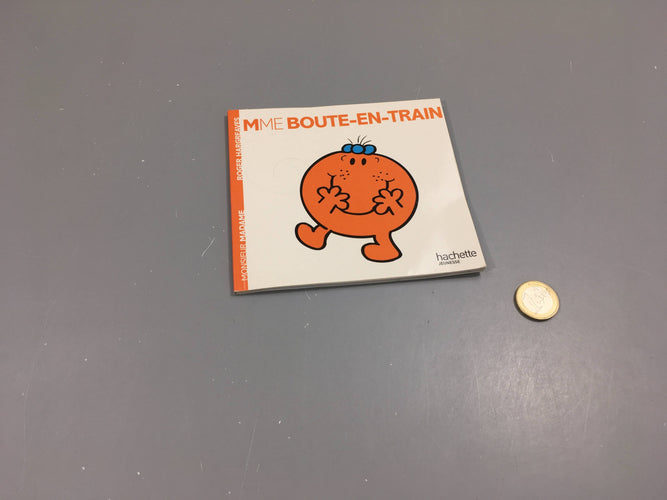 MME BOUTE-EN-TRAIN
ROGER HARGREAVES
MONSIEUR MADAME
hachette
JEUNESSE